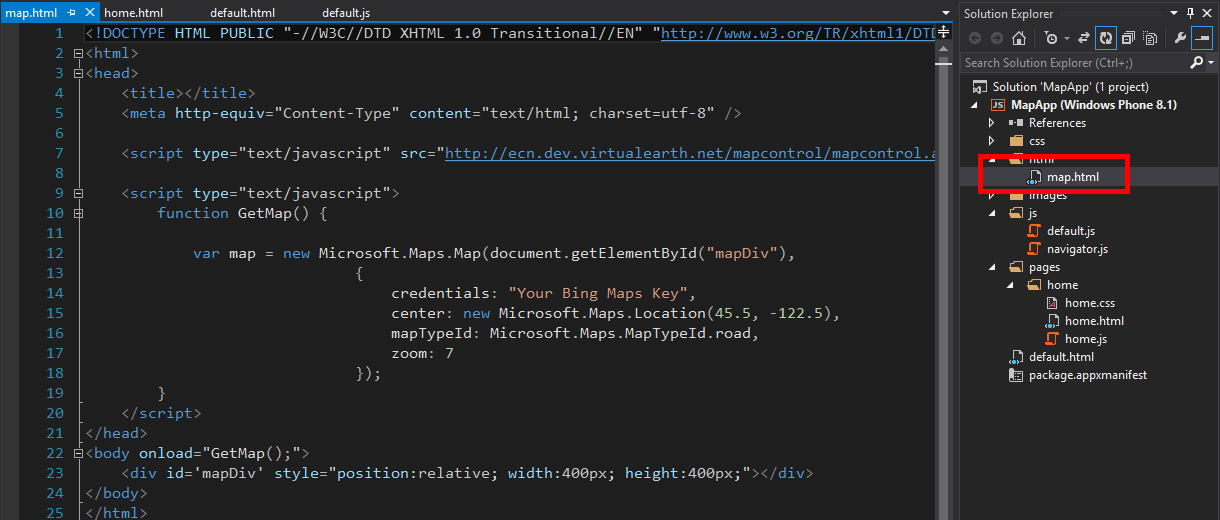 map.html
home.html
default.html
default.js
1 <!DOCTYPE HTML PUBLIC "-//W3C//DTD XHTML 1.0 Transitional//EN" "http://www.w3.org/TR/xhtml1/DTD
2 <html>
3 <head>
4 <title></title>
5 <meta http-equiv="Content-Type" content="text/html; charset=utf-8" />
6
7 <script type="text/javascript" src="http://ecn.dev.virtualearth.net/mapcontrol/mapcontrol.a
8
9 <script type="text/javascript">
10 function GetMap() {
11
12 var map = new Microsoft.Maps.Map(document.getElementById("mapDiv"),
13 {
14 credentials: "Your Bing Maps Key",
15 center: new Microsoft.Maps.Location(45.5, -122.5),
16 mapTypeId: Microsoft.Maps.MapTypeId.road,
17 zoom: 7
18 });
19 }
20 </script>
21 </head>
22 <body onload="GetMap();">
23 <div id='mapDiv' style="position:relative; width:400px; height:400px;"></div>
24 </body>
25 </html>
Solution Explorer
Search Solution Explorer (Ctrl+;)
Solution 'MapApp' (1 project)
JS MapApp (Windows Phone 8.1)
References
css
html
map.html
images
js
default.js
navigator.js
pages
home
home.css
home.html
home.js
default.html
package.appxmanifest